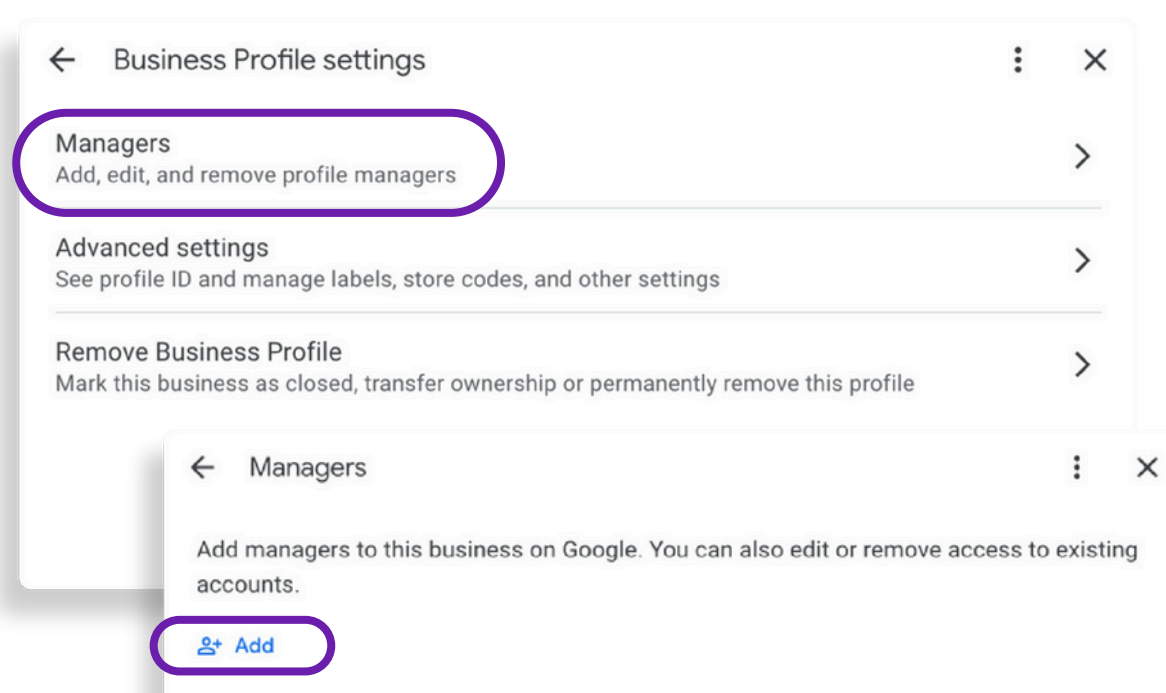 Business Profile settings
Managers
Add, edit, and remove profile managers
Advanced settings
See profile ID and manage labels, store codes, and other settings
Remove Business Profile
Mark this business as closed, transfer ownership or permanently remove this profile
Managers
Add managers to this business on Google. You can also edit or remove access to existing
accounts.
Add